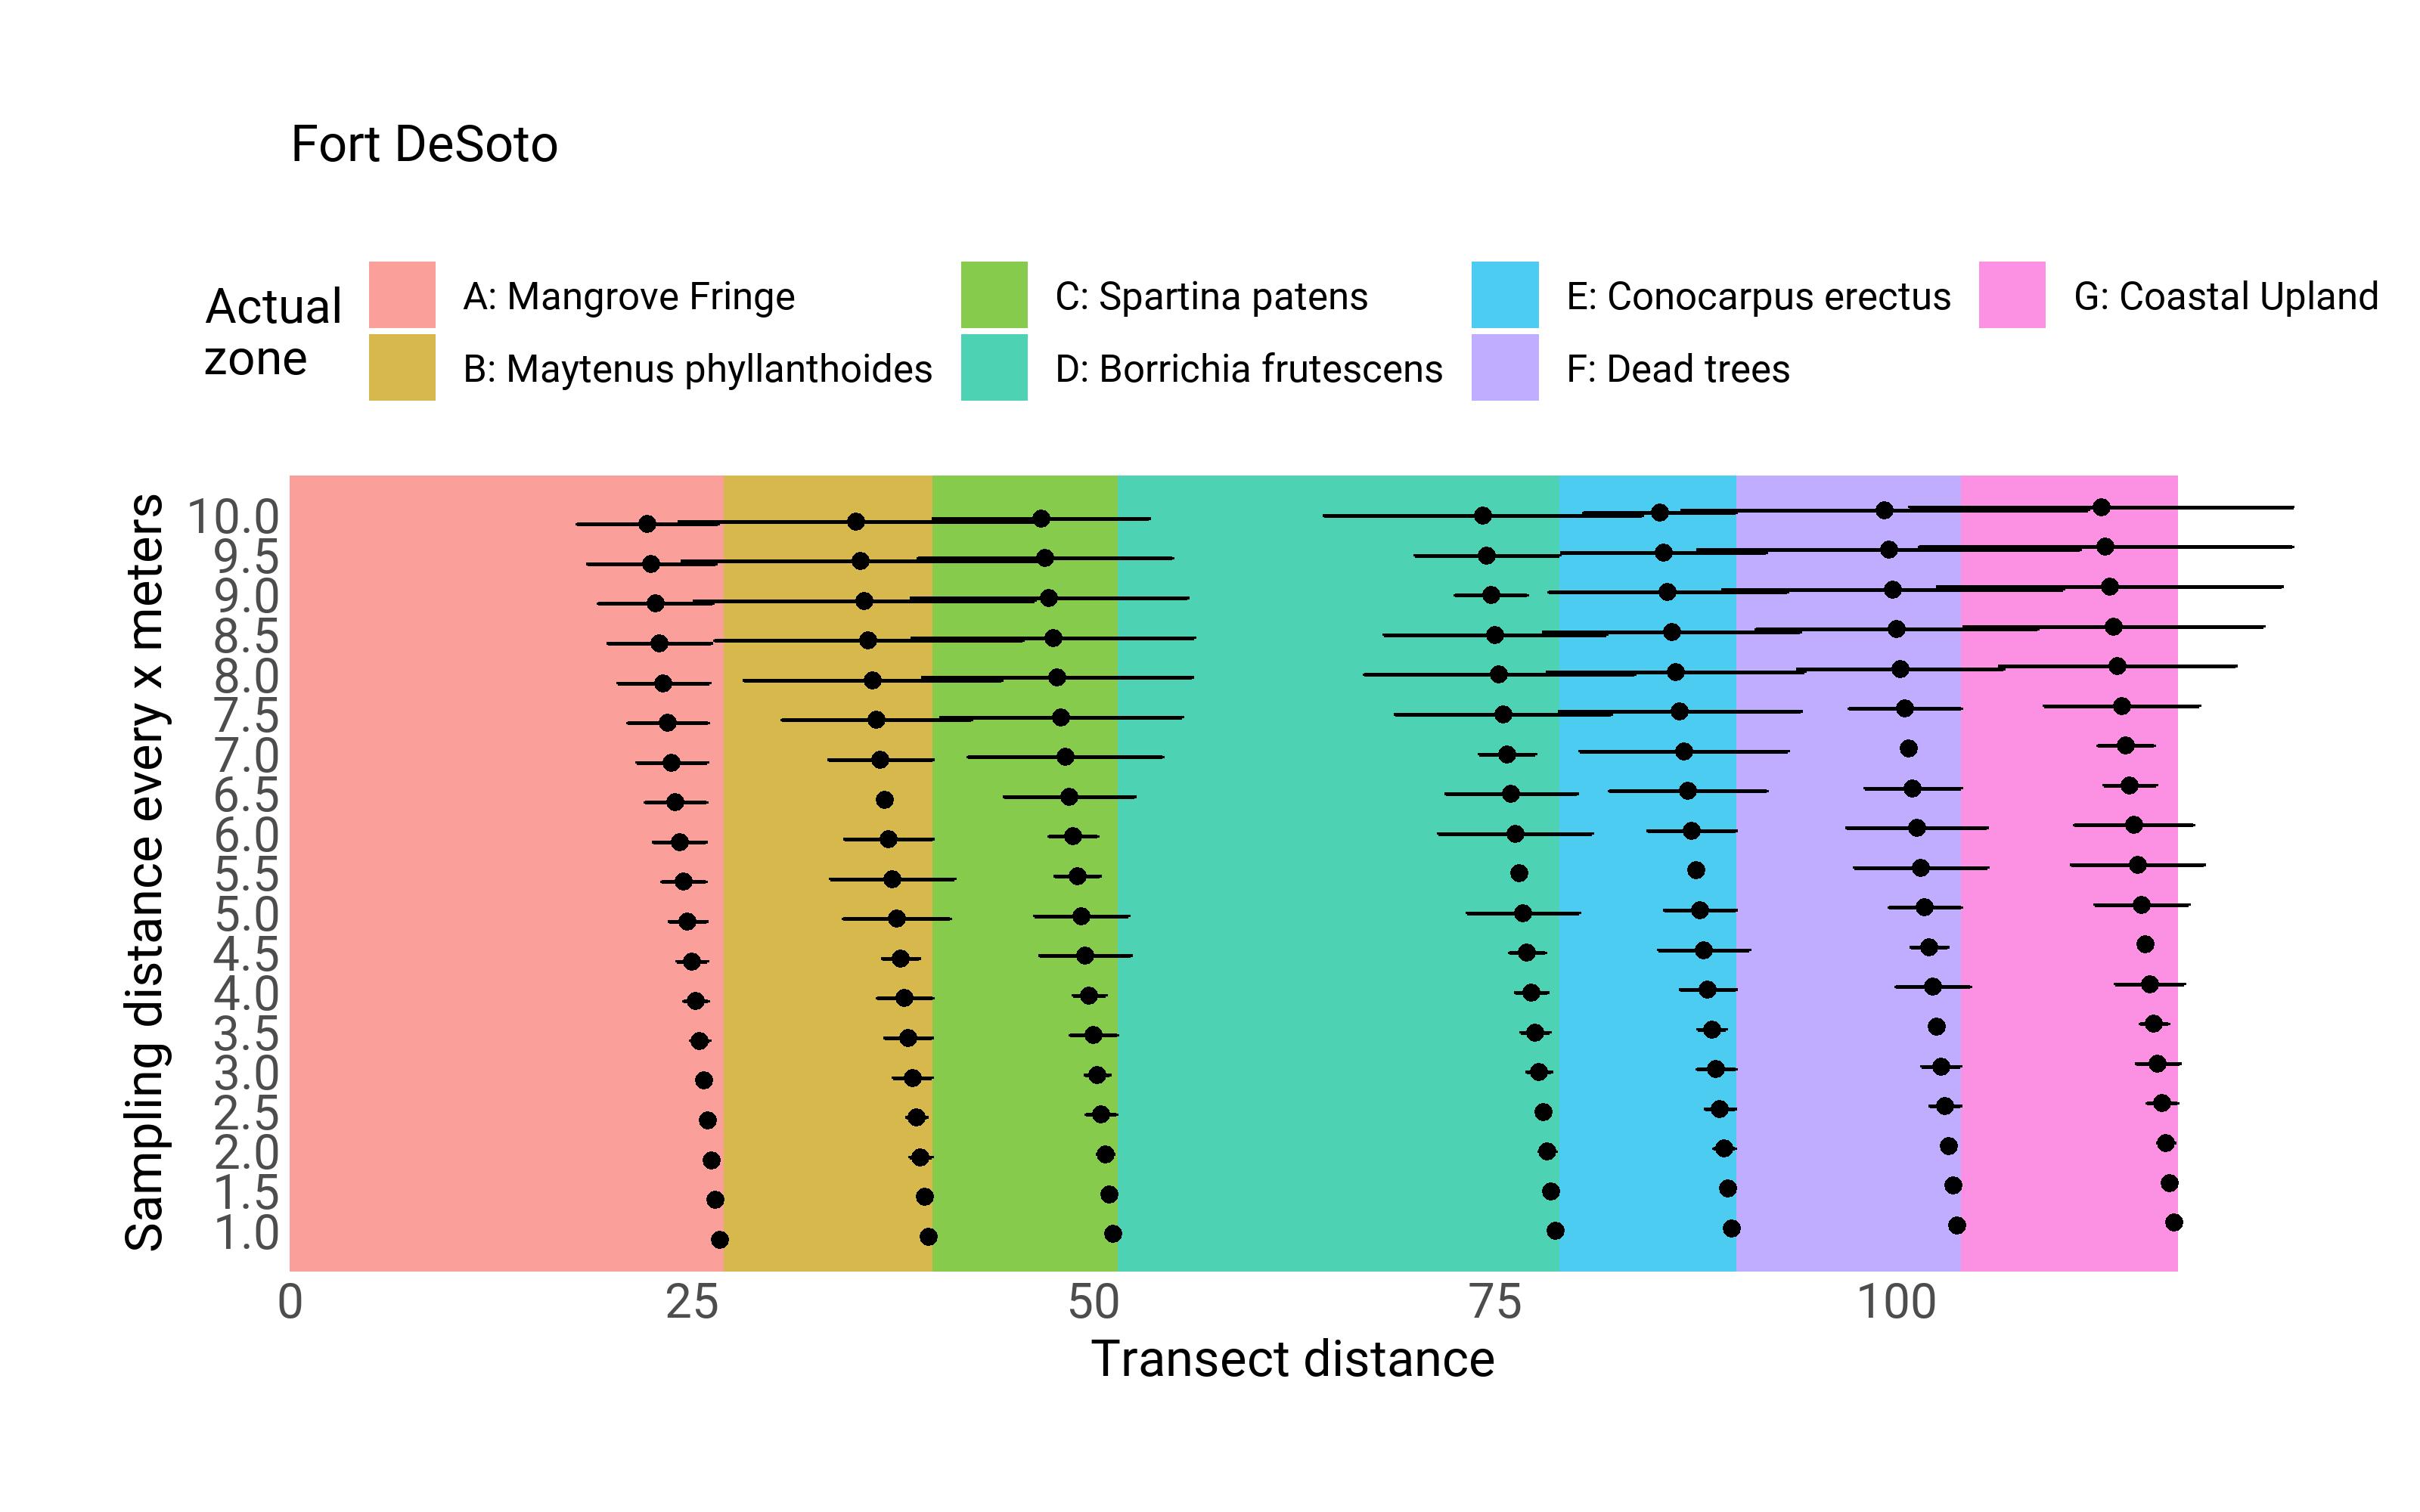 Fort DeSoto
Actual
zone
A: Mangrove Fringe
B: Maytenus phyllanthoides
C: Spartina patens
D: Borrichia frutescens
E: Conocarpus erectus
F: Dead trees
G: Coastal Upland
Sampling distance every x meters
10.0
9.5
9.0
8.5
8.0
7.5
7.0
6.5
6.0
5.5
5.0
4.5
4.0
3.5
3.0
2.5
2.0
1.5
1.0
0 25 50 75 100
Transect distance